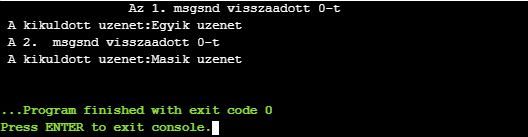 Az 1. msgsnd visszaadott 0-t
A kikuldott uzenet:Egyik uzenet
A 2.  msgsnd visszaadott 0-t
A kikuldott uzenet:Masik uzenet
...Program finished with exit code 0
Press ENTER to exit console.